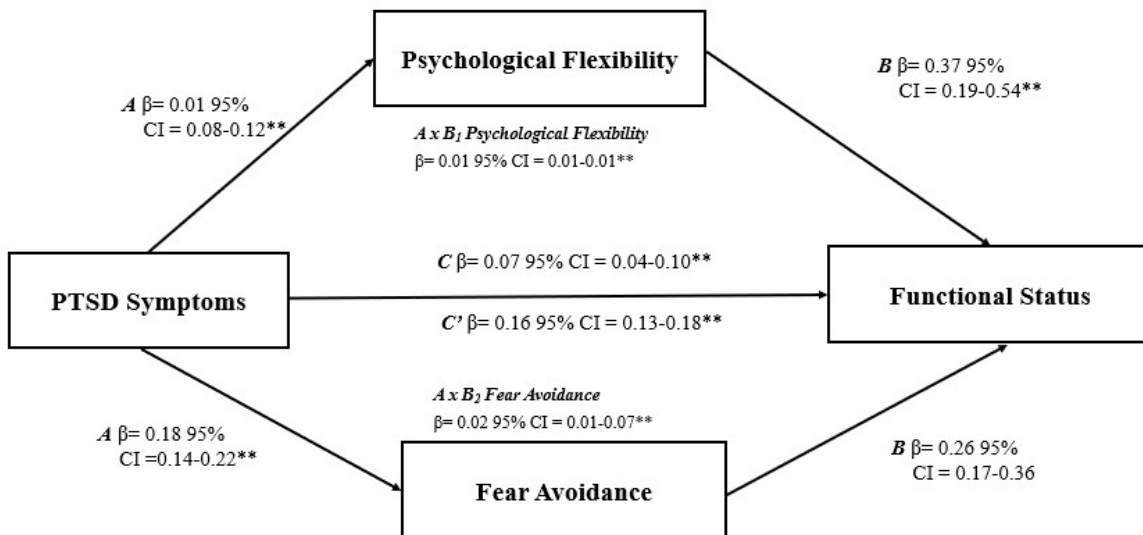 Psychological Flexibility
A β= 0.01 95%
CI = 0.08-0.12**
B β= 0.37 95%
CI = 0.19-0.54**
A x B₁ Psychological Flexibility
β= 0.01 95% CI = 0.01-0.01**
PTSD Symptoms
C β= 0.07 95% CI = 0.04-0.10**
C’ β= 0.16 95% CI = 0.13-0.18**
Functional Status
A x B₂ Fear Avoidance
β= 0.02 95% CI = 0.01-0.07**
A β= 0.18 95%
CI =0.14-0.22**
Fear Avoidance
B β= 0.26 95%
CI = 0.17-0.36